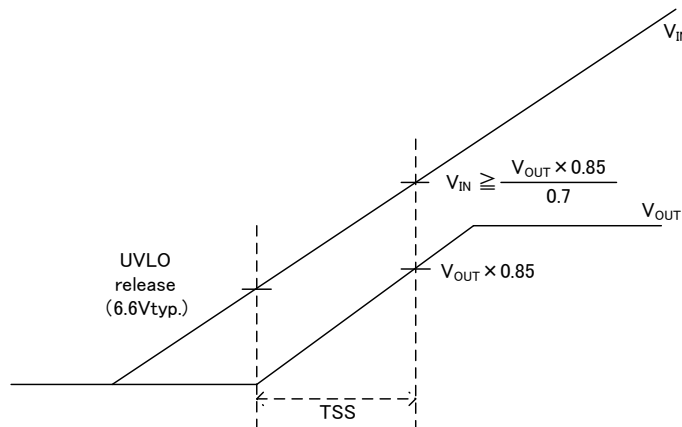 V_IN
V_IN ≧ V_OUT × 0.85 / 0.7
V_OUT
UVLO
release
(6.6Vtyp.)
V_OUT × 0.85
TSS